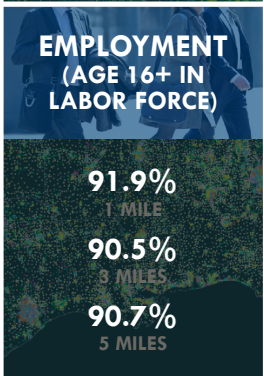 EMPLOYMENT
(AGE 16+ IN
LABOR FORCE)
91.9%
1 MILE
90.5%
3 MILES
90.7%
5 MILES